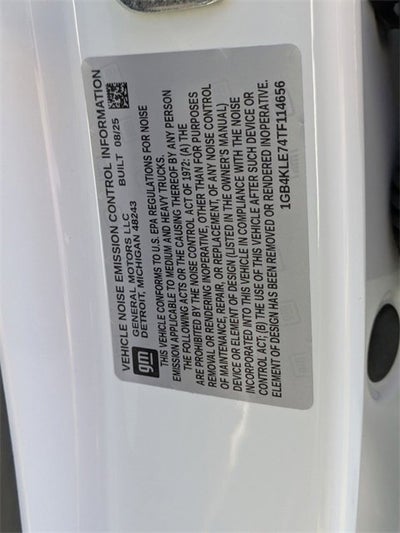 VEHICLE NOISE EMISSION CONTROL INFORMATION
GENERAL MOTORS LLC BUILT 08/25
DETROIT, MICHIGAN 48243
gm
THIS VEHICLE CONFORMS TO U.S. EPA REGULATIONS FOR NOISE
EMISSION APPLICABLE TO MEDIUM AND HEAVY TRUCKS.
THE FOLLOWING ACTS OR THE CAUSING THEREOF BY ANY PERSON
ARE PROHIBITED BY THE NOISE CONTROL ACT OF 1972: (A) THE
REMOVAL OR RENDERING INOPERATIVE, OTHER THAN FOR PURPOSES
OF MAINTENANCE, REPAIR, OR REPLACEMENT, OF ANY NOISE CONTROL
DEVICE OR ELEMENT OF DESIGN (LISTED IN THE OWNER'S MANUAL)
INCORPORATED INTO THIS VEHICLE IN COMPLIANCE WITH THE NOISE
CONTROL ACT; (B) THE USE OF THIS VEHICLE AFTER SUCH DEVICE OR
ELEMENT OF DESIGN HAS BEEN REMOVED OR RENDERED INOPERATIVE.
1GB4KLE74TF114656